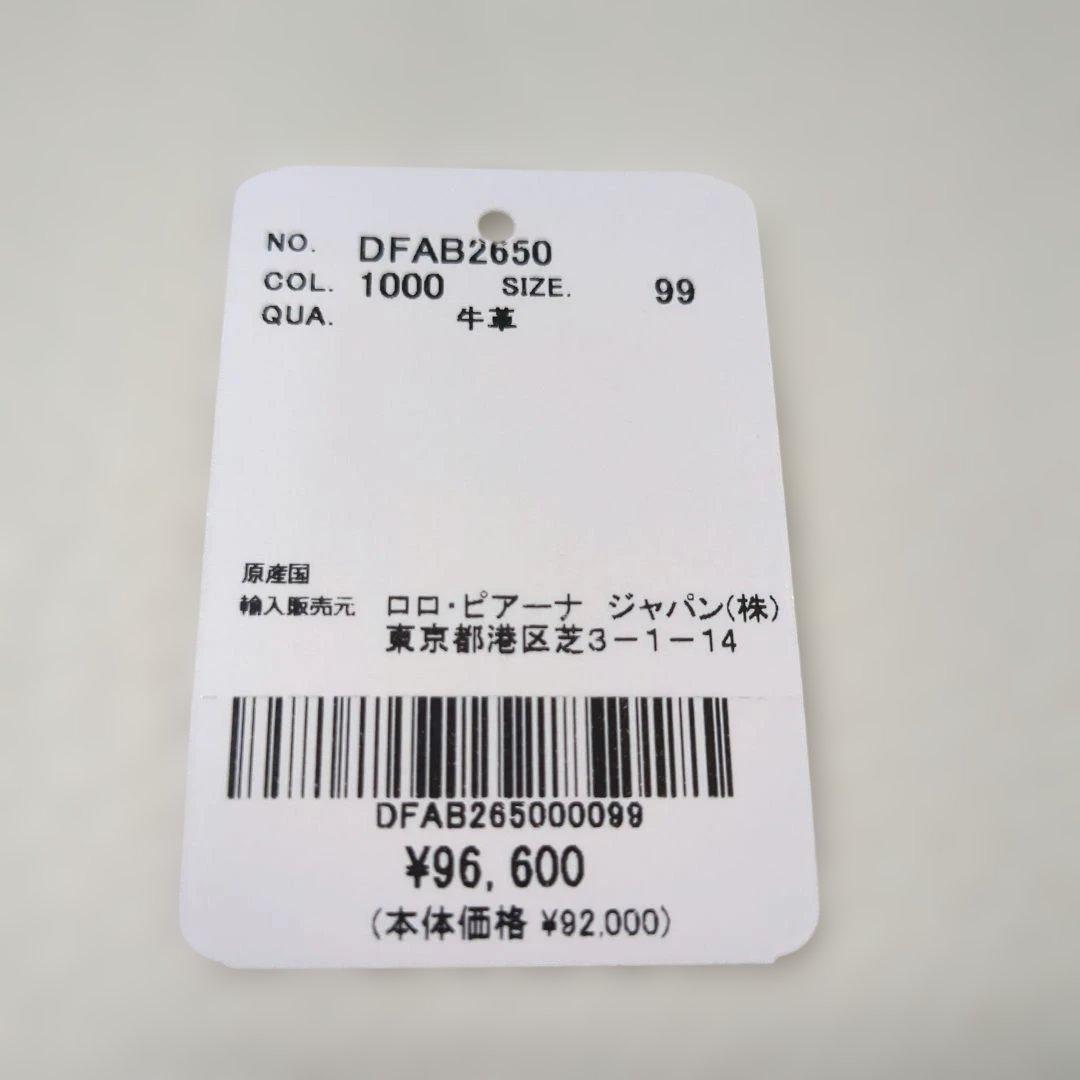 NO. DFAB2650
COL. 1000 SIZE. 99
QUA. 牛革
原産国
輸入販売元 ロロ・ピアーナ ジャパン(株)
東京都港区芝3-1-14
DFAB265000099
¥96,600
(本体価格 ¥92,000)